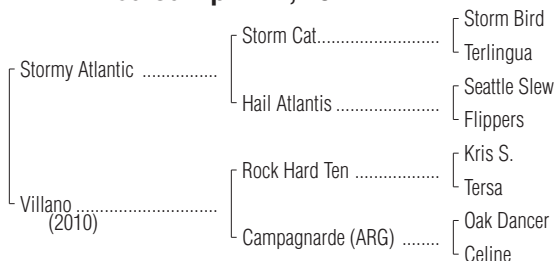 Storm Bird
Storm Cat
Terlingua
Stormy Atlantic
Seattle Slew
Hail Atlantis
Flippers
Kris S.
Rock Hard Ten
Tersa
Villano
(2010)
Oak Dancer
Campagnarde (ARG)
Celine